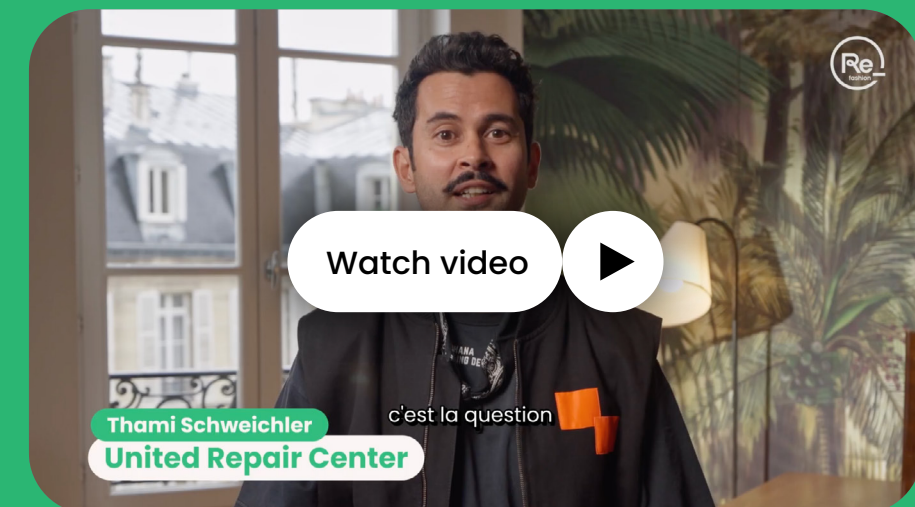 Re_
fashion
Watch video
c'est la question
Thami Schweichler
United Repair Center